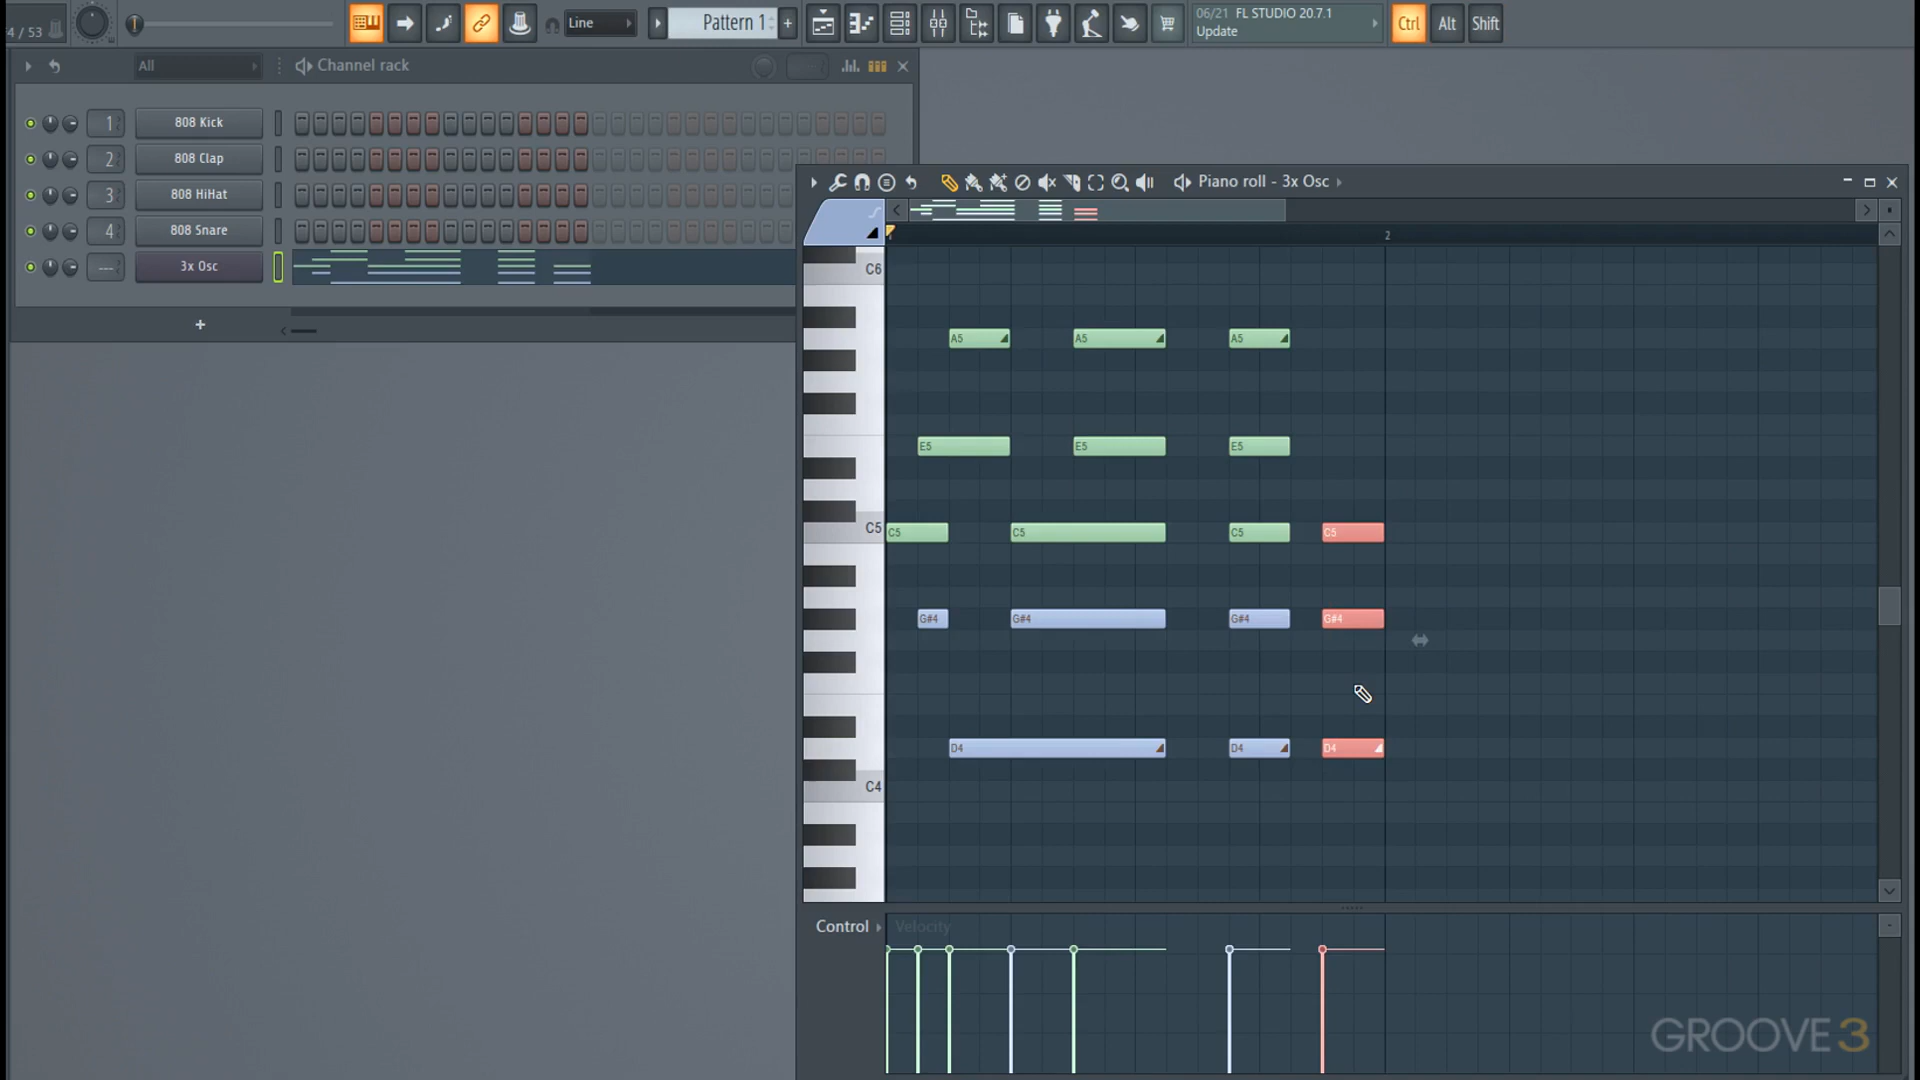 4 / 53
Line
Pattern 1
+
06/21 FL STUDIO 20.7.1
Update
Ctrl
Alt
Shift
All
Channel rack
1 808 Kick
2 808 Clap
3 808 HiHat
4 808 Snare
--- 3x Osc
+
Piano roll - 3x Osc
2
C6
A5 A5 A5
E5 E5 E5
C5 C5 C5 C5 C5
G#4 G#4 G#4 G#4
D4 D4 D4
C4
Control Velocity
GROOVE 3